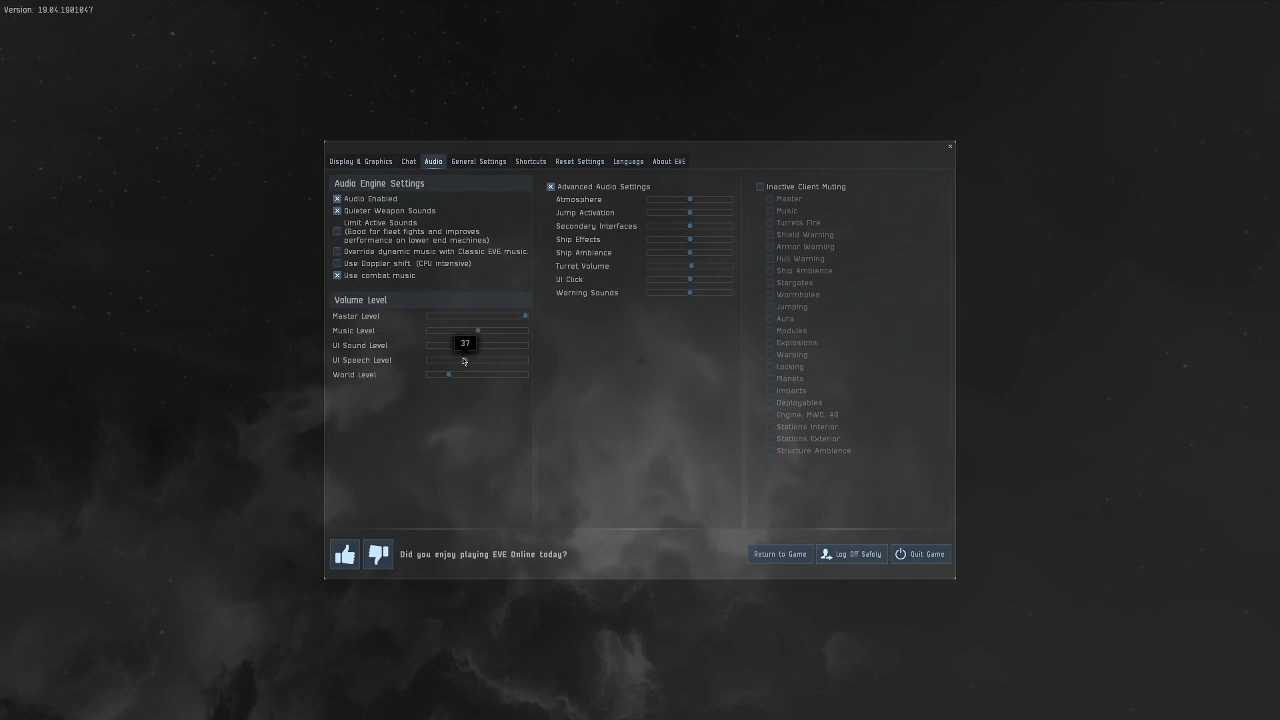 Version: 19.04.1901047
Display & Graphics
Chat
Audio
General Settings
Shortcuts
Reset Settings
Language
About EVE
Audio Engine Settings
Audio Enabled
Quieter Weapon Sounds
Limit Active Sounds
(Good for fleet fights and improves
performance on lower end machines)
Override dynamic music with Classic EVE music.
Use Doppler shift. (CPU intensive)
Use combat music
Volume Level
Master Level
Music Level
UI Sound Level
37
UI Speech Level
World Level
Advanced Audio Settings
Atmosphere
Jump Activation
Secondary Interfaces
Ship Effects
Ship Ambience
Turret Volume
UI Click
Warning Sounds
Inactive Client Muting
Master
Music
Turrets Fire
Shield Warning
Armor Warning
Hull Warning
Ship Ambience
Stargates
Wormholes
Jumping
Aura
Modules
Explosions
Warping
Locking
Planets
Impacts
Deployables
Engine, MWD, AB
Stations Interior
Stations Exterior
Structure Ambience
Did you enjoy playing EVE Online today?
Return to Game
Log Off Safely
Quit Game